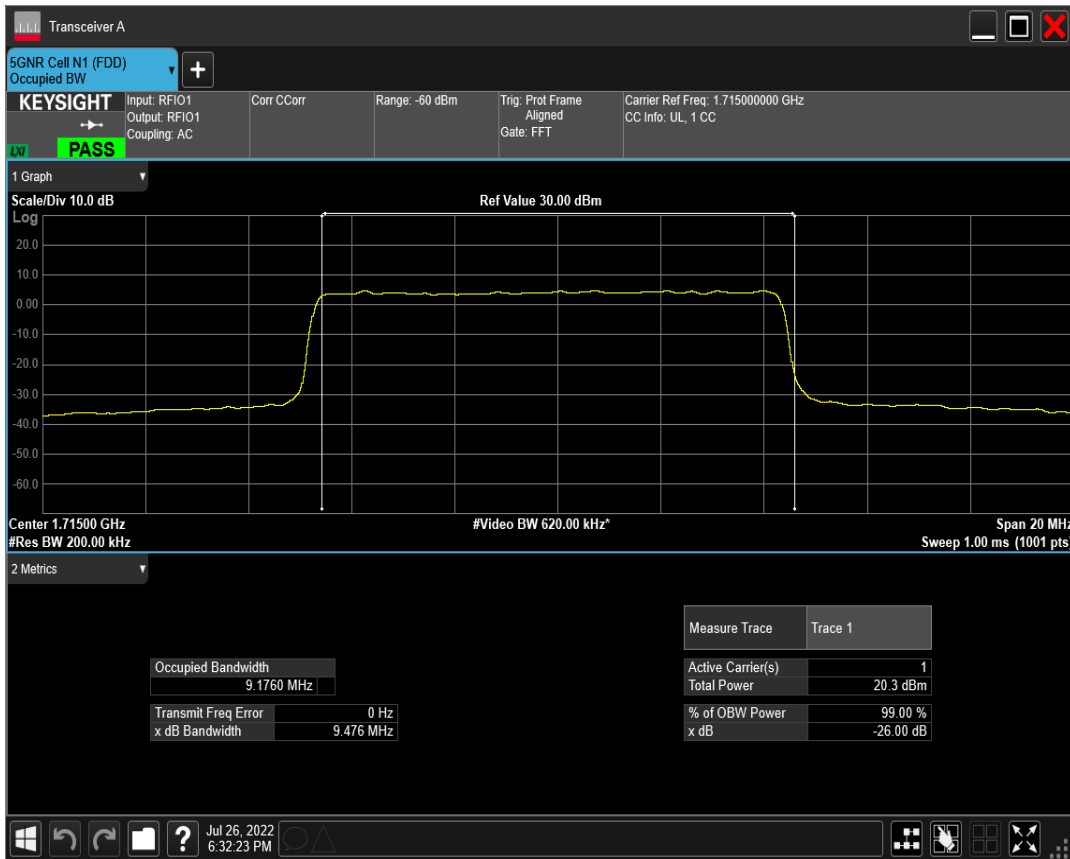 Transceiver A
5GNR Cell N1 (FDD)
Occupied BW
KEYSIGHT
LXI
PASS
Input: RFIO1
Output: RFIO1
Coupling: AC
Corr CCorr
Range: -60 dBm
Trig: Prot Frame
Aligned
Gate: FFT
Carrier Ref Freq: 1.715000000 GHz
CC Info: UL, 1 CC
1 Graph
Scale/Div 10.0 dB
Ref Value 30.00 dBm
Log
20.0
10.0
0.00
-10.0
-20.0
-30.0
-40.0
-50.0
-60.0
Center 1.71500 GHz
#Video BW 620.00 kHz*
Span 20 MHz
#Res BW 200.00 kHz
Sweep 1.00 ms (1001 pts)
2 Metrics
Measure Trace Trace 1
Occupied Bandwidth
9.1760 MHz
Active Carrier(s) 1
Total Power 20.3 dBm
Transmit Freq Error 0 Hz
x dB Bandwidth 9.476 MHz
% of OBW Power 99.00 %
x dB -26.00 dB
?
Jul 26, 2022
6:32:23 PM